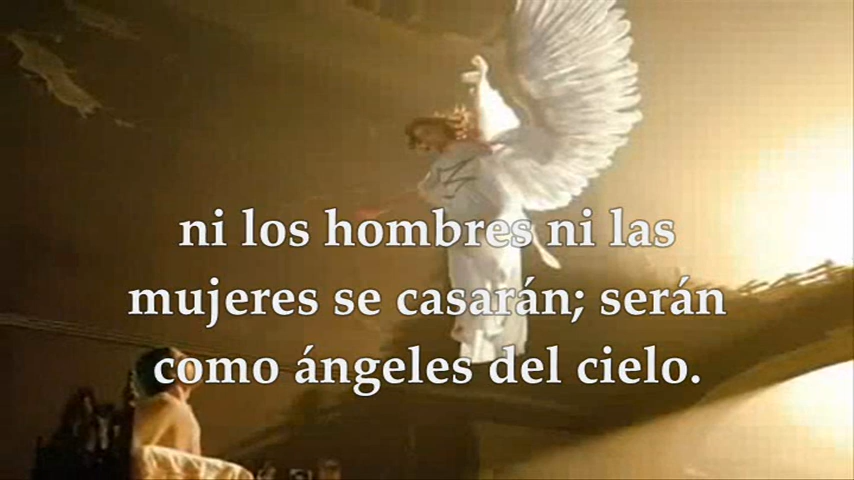 ni los hombres ni las
mujeres se casarán; serán
como ángeles del cielo.